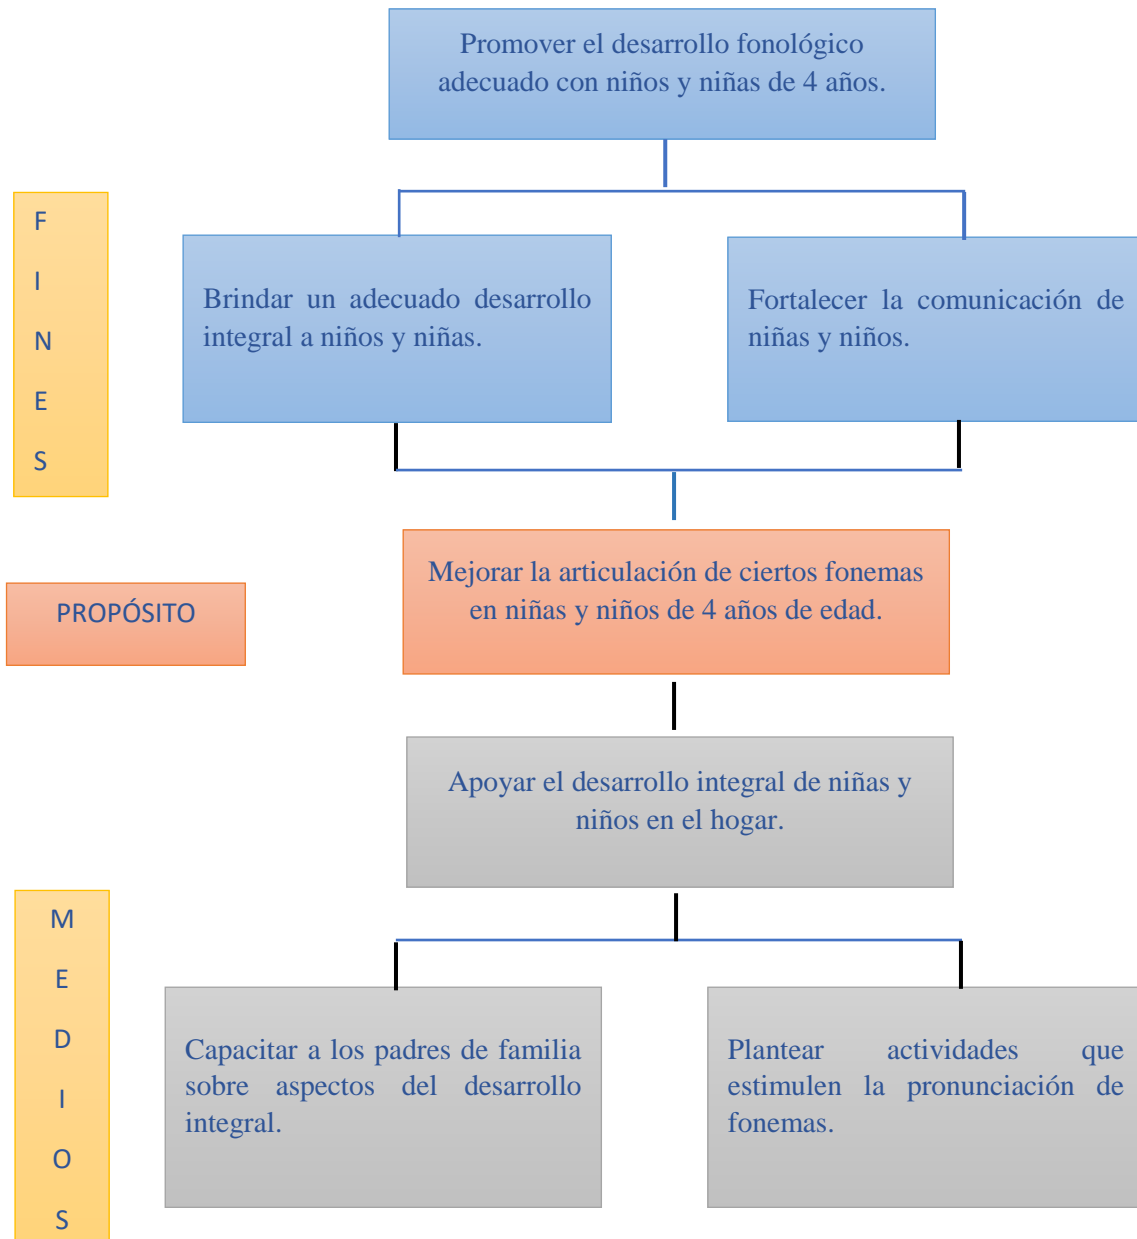 Promover el desarrollo fonológico
adecuado con niños y niñas de 4 años.
F
I
N
E
S
Brindar un adecuado desarrollo
integral a niños y niñas.
Fortalecer la comunicación de
niñas y niños.
Mejorar la articulación de ciertos fonemas
en niñas y niños de 4 años de edad.
PROPÓSITO
Apoyar el desarrollo integral de niñas y
niños en el hogar.
M
E
D
I
O
S
Capacitar a los padres de familia
sobre aspectos del desarrollo
integral.
Plantear actividades que
estimulen la pronunciación de
fonemas.